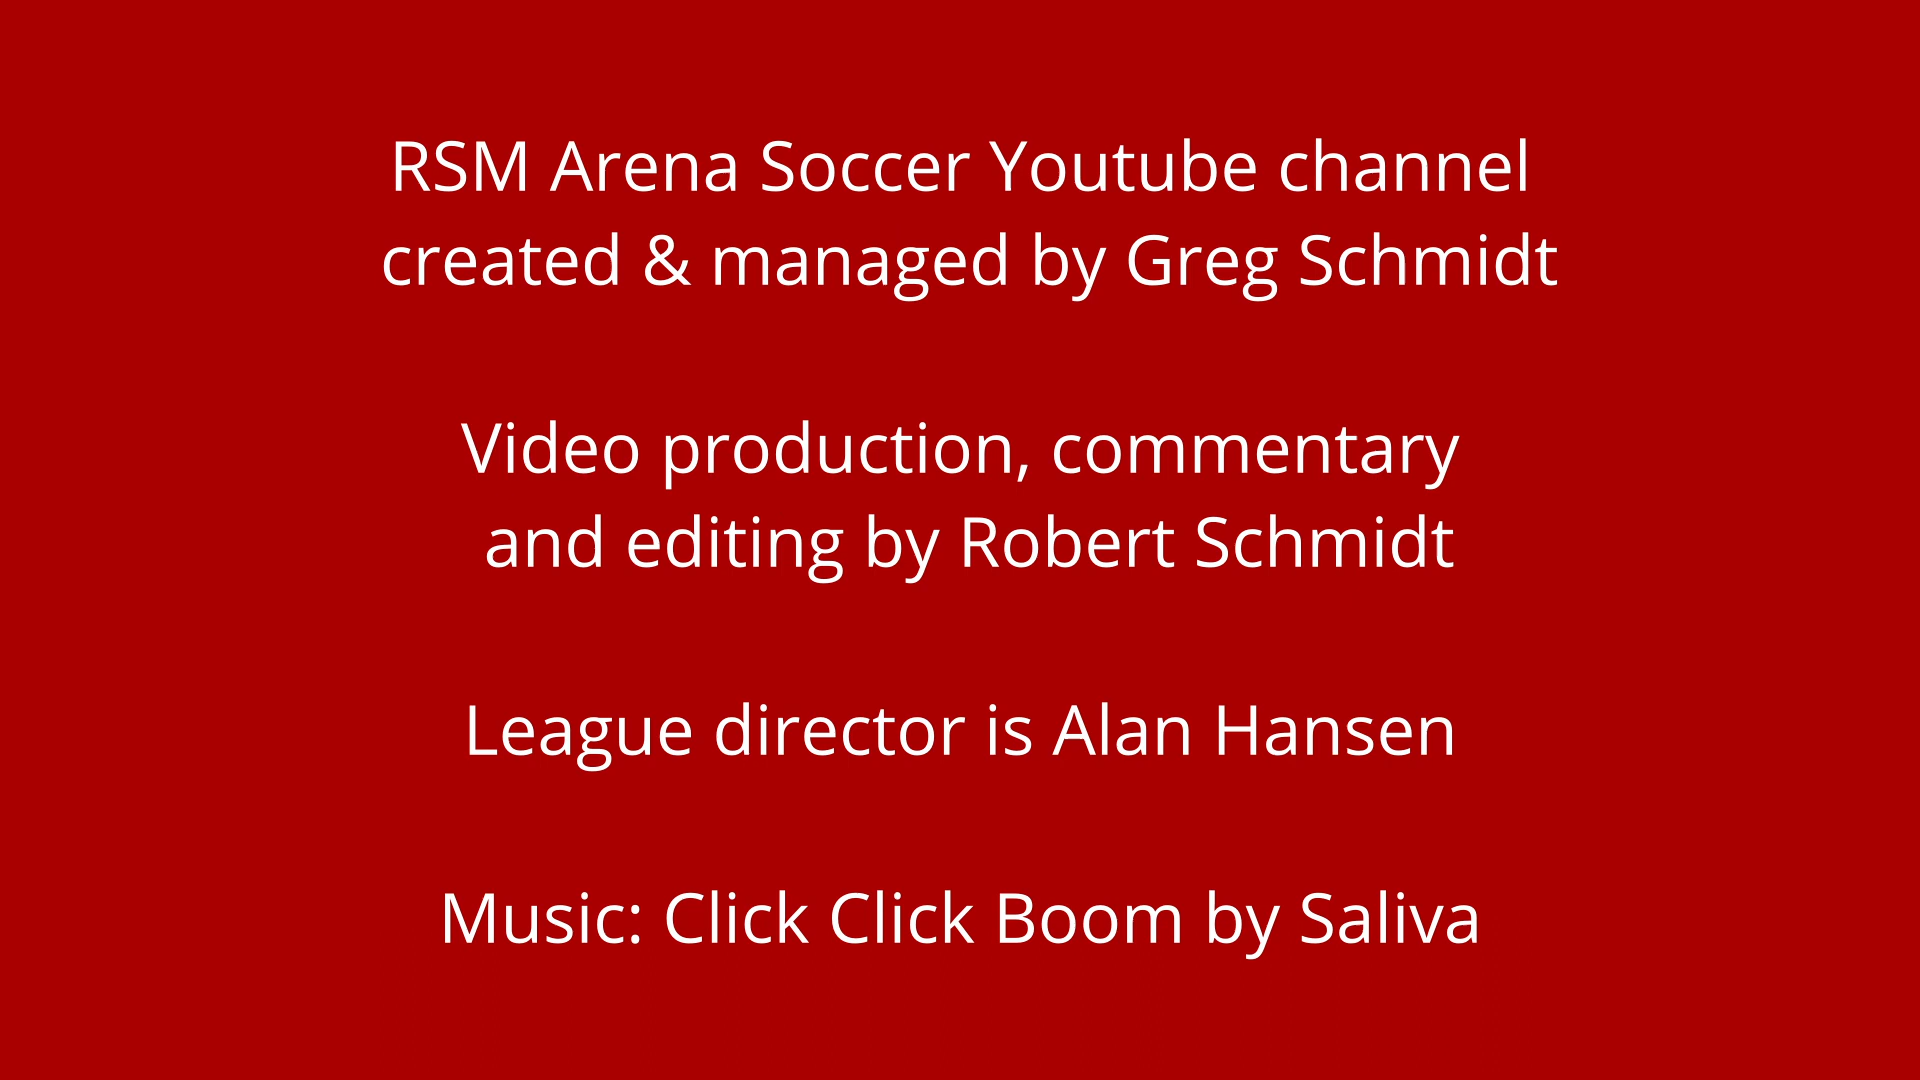 RSM Arena Soccer Youtube channel
created & managed by Greg Schmidt
Video production, commentary
and editing by Robert Schmidt
League director is Alan Hansen
Music: Click Click Boom by Saliva